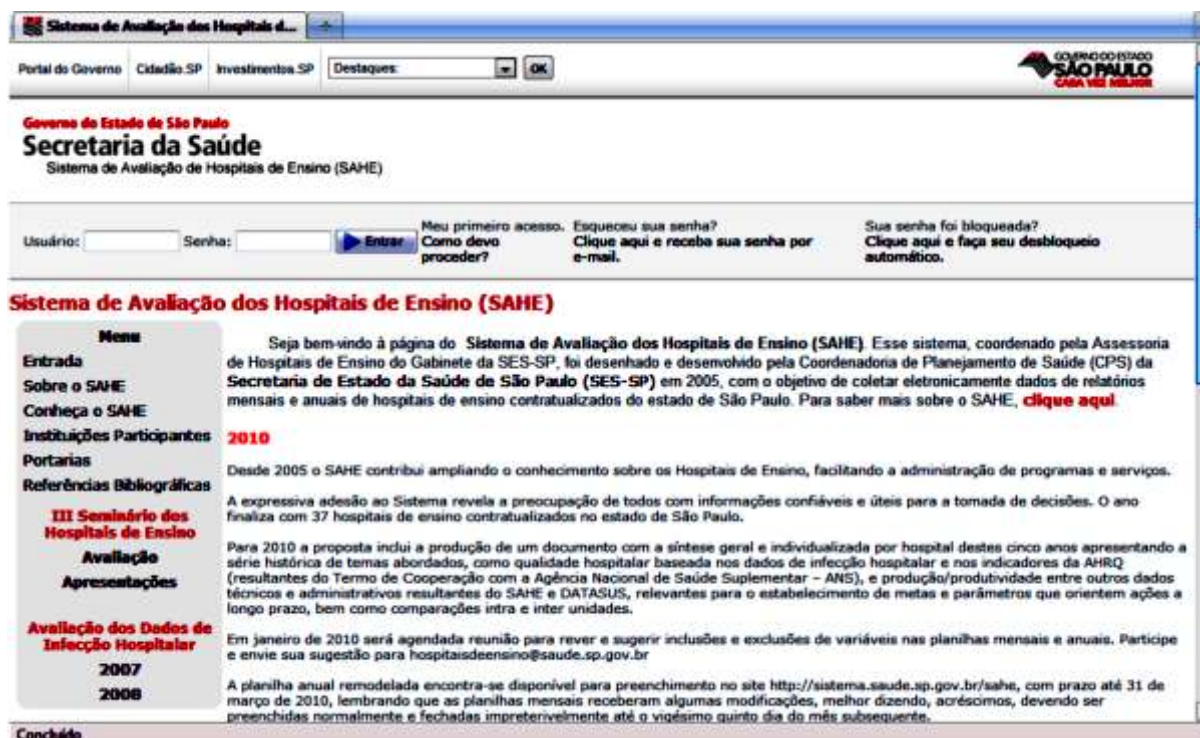 Sistema de Avaliação dos Hospitais d...
Portal do Governo Cidadão.SP Investimentos.SP Destaques: OK
GOVERNO DO ESTADO
SÃO PAULO
CADA VEZ MELHOR
Governo do Estado de São Paulo
Secretaria da Saúde
Sistema de Avaliação de Hospitais de Ensino (SAHE)
Usuário: Senha: Entrar
Meu primeiro acesso.
Como devo
proceder?
Esqueceu sua senha?
Clique aqui e receba sua senha por
e-mail.
Sua senha foi bloqueada?
Clique aqui e faça seu desbloqueio
automático.
Sistema de Avaliação dos Hospitais de Ensino (SAHE)
Menu
Entrada
Sobre o SAHE
Conheça o SAHE
Instituições Participantes
Portarias
Referências Bibliográficas
III Seminário dos
Hospitais de Ensino
Avaliação
Apresentações
Avaliação dos Dados de
Infecção Hospitalar
2007
2008
Seja bem-vindo à página do Sistema de Avaliação dos Hospitais de Ensino (SAHE). Esse sistema, coordenado pela Assessoria
de Hospitais de Ensino do Gabinete da SES-SP, foi desenhado e desenvolvido pela Coordenadoria de Planejamento de Saúde (CPS) da
Secretaria de Estado da Saúde de São Paulo (SES-SP) em 2005, com o objetivo de coletar eletronicamente dados de relatórios
mensais e anuais de hospitais de ensino contratualizados do estado de São Paulo. Para saber mais sobre o SAHE, clique aqui.
2010
Desde 2005 o SAHE contribui ampliando o conhecimento sobre os Hospitais de Ensino, facilitando a administração de programas e serviços.
A expressiva adesão ao Sistema revela a preocupação de todos com informações confiáveis e úteis para a tomada de decisões. O ano
finaliza com 37 hospitais de ensino contratualizados no estado de São Paulo.
Para 2010 a proposta inclui a produção de um documento com a síntese geral e individualizada por hospital destes cinco anos apresentando a
série histórica de temas abordados, como qualidade hospitalar baseada nos dados de infecção hospitalar e nos indicadores da AHRQ
(resultantes do Termo de Cooperação com a Agência Nacional de Saúde Suplementar – ANS), e produção/produtividade entre outros dados
técnicos e administrativos resultantes do SAHE e DATASUS, relevantes para o estabelecimento de metas e parâmetros que orientem ações a
longo prazo, bem como comparações intra e inter unidades.
Em janeiro de 2010 será agendada reunião para rever e sugerir inclusões e exclusões de variáveis nas planilhas mensais e anuais. Participe
e envie sua sugestão para hospitaisdeensino@saude.sp.gov.br
A planilha anual remodelada encontra-se disponível para preenchimento no site http://sistema.saude.sp.gov.br/sahe, com prazo até 31 de
março de 2010, lembrando que as planilhas mensais receberam algumas modificações, melhor dizendo, acréscimos, devendo ser
preenchidas normalmente e fechadas impreterivelmente até o vigésimo quinto dia do mês subsequente.
Concluído